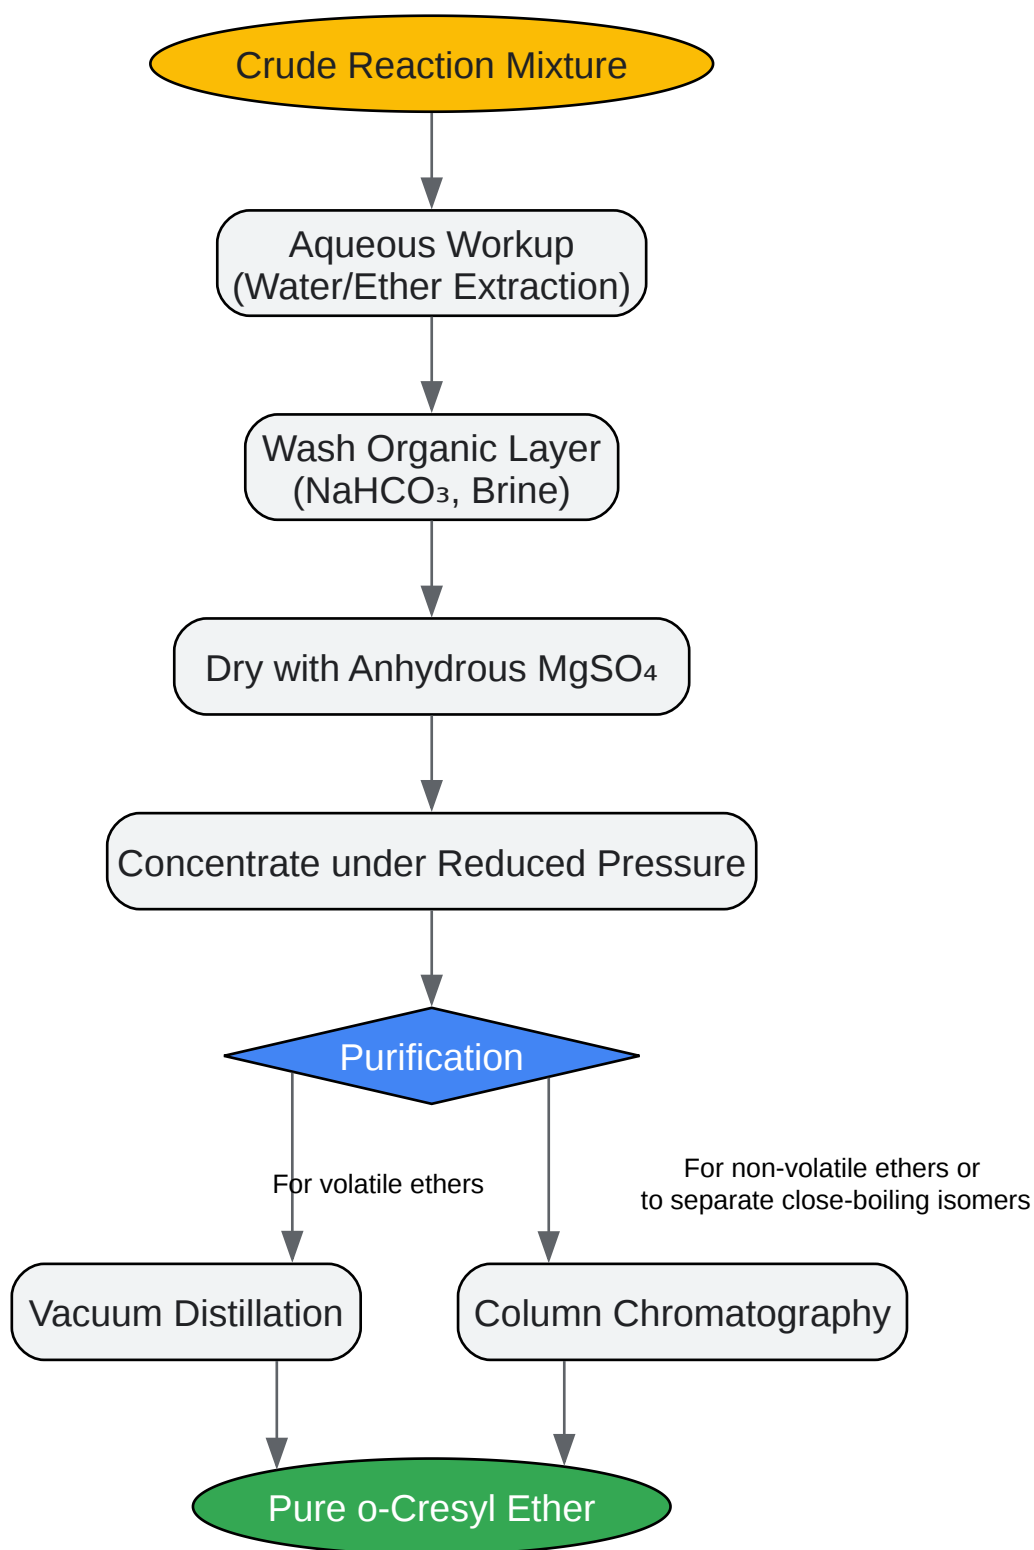 Crude Reaction Mixture
Aqueous Workup
(Water/Ether Extraction)
Wash Organic Layer
(NaHCO₃, Brine)
Dry with Anhydrous MgSO₄
Concentrate under Reduced Pressure
Purification
For volatile ethers
For non-volatile ethers or
to separate close-boiling isomers
Vacuum Distillation
Column Chromatography
Pure o-Cresyl Ether